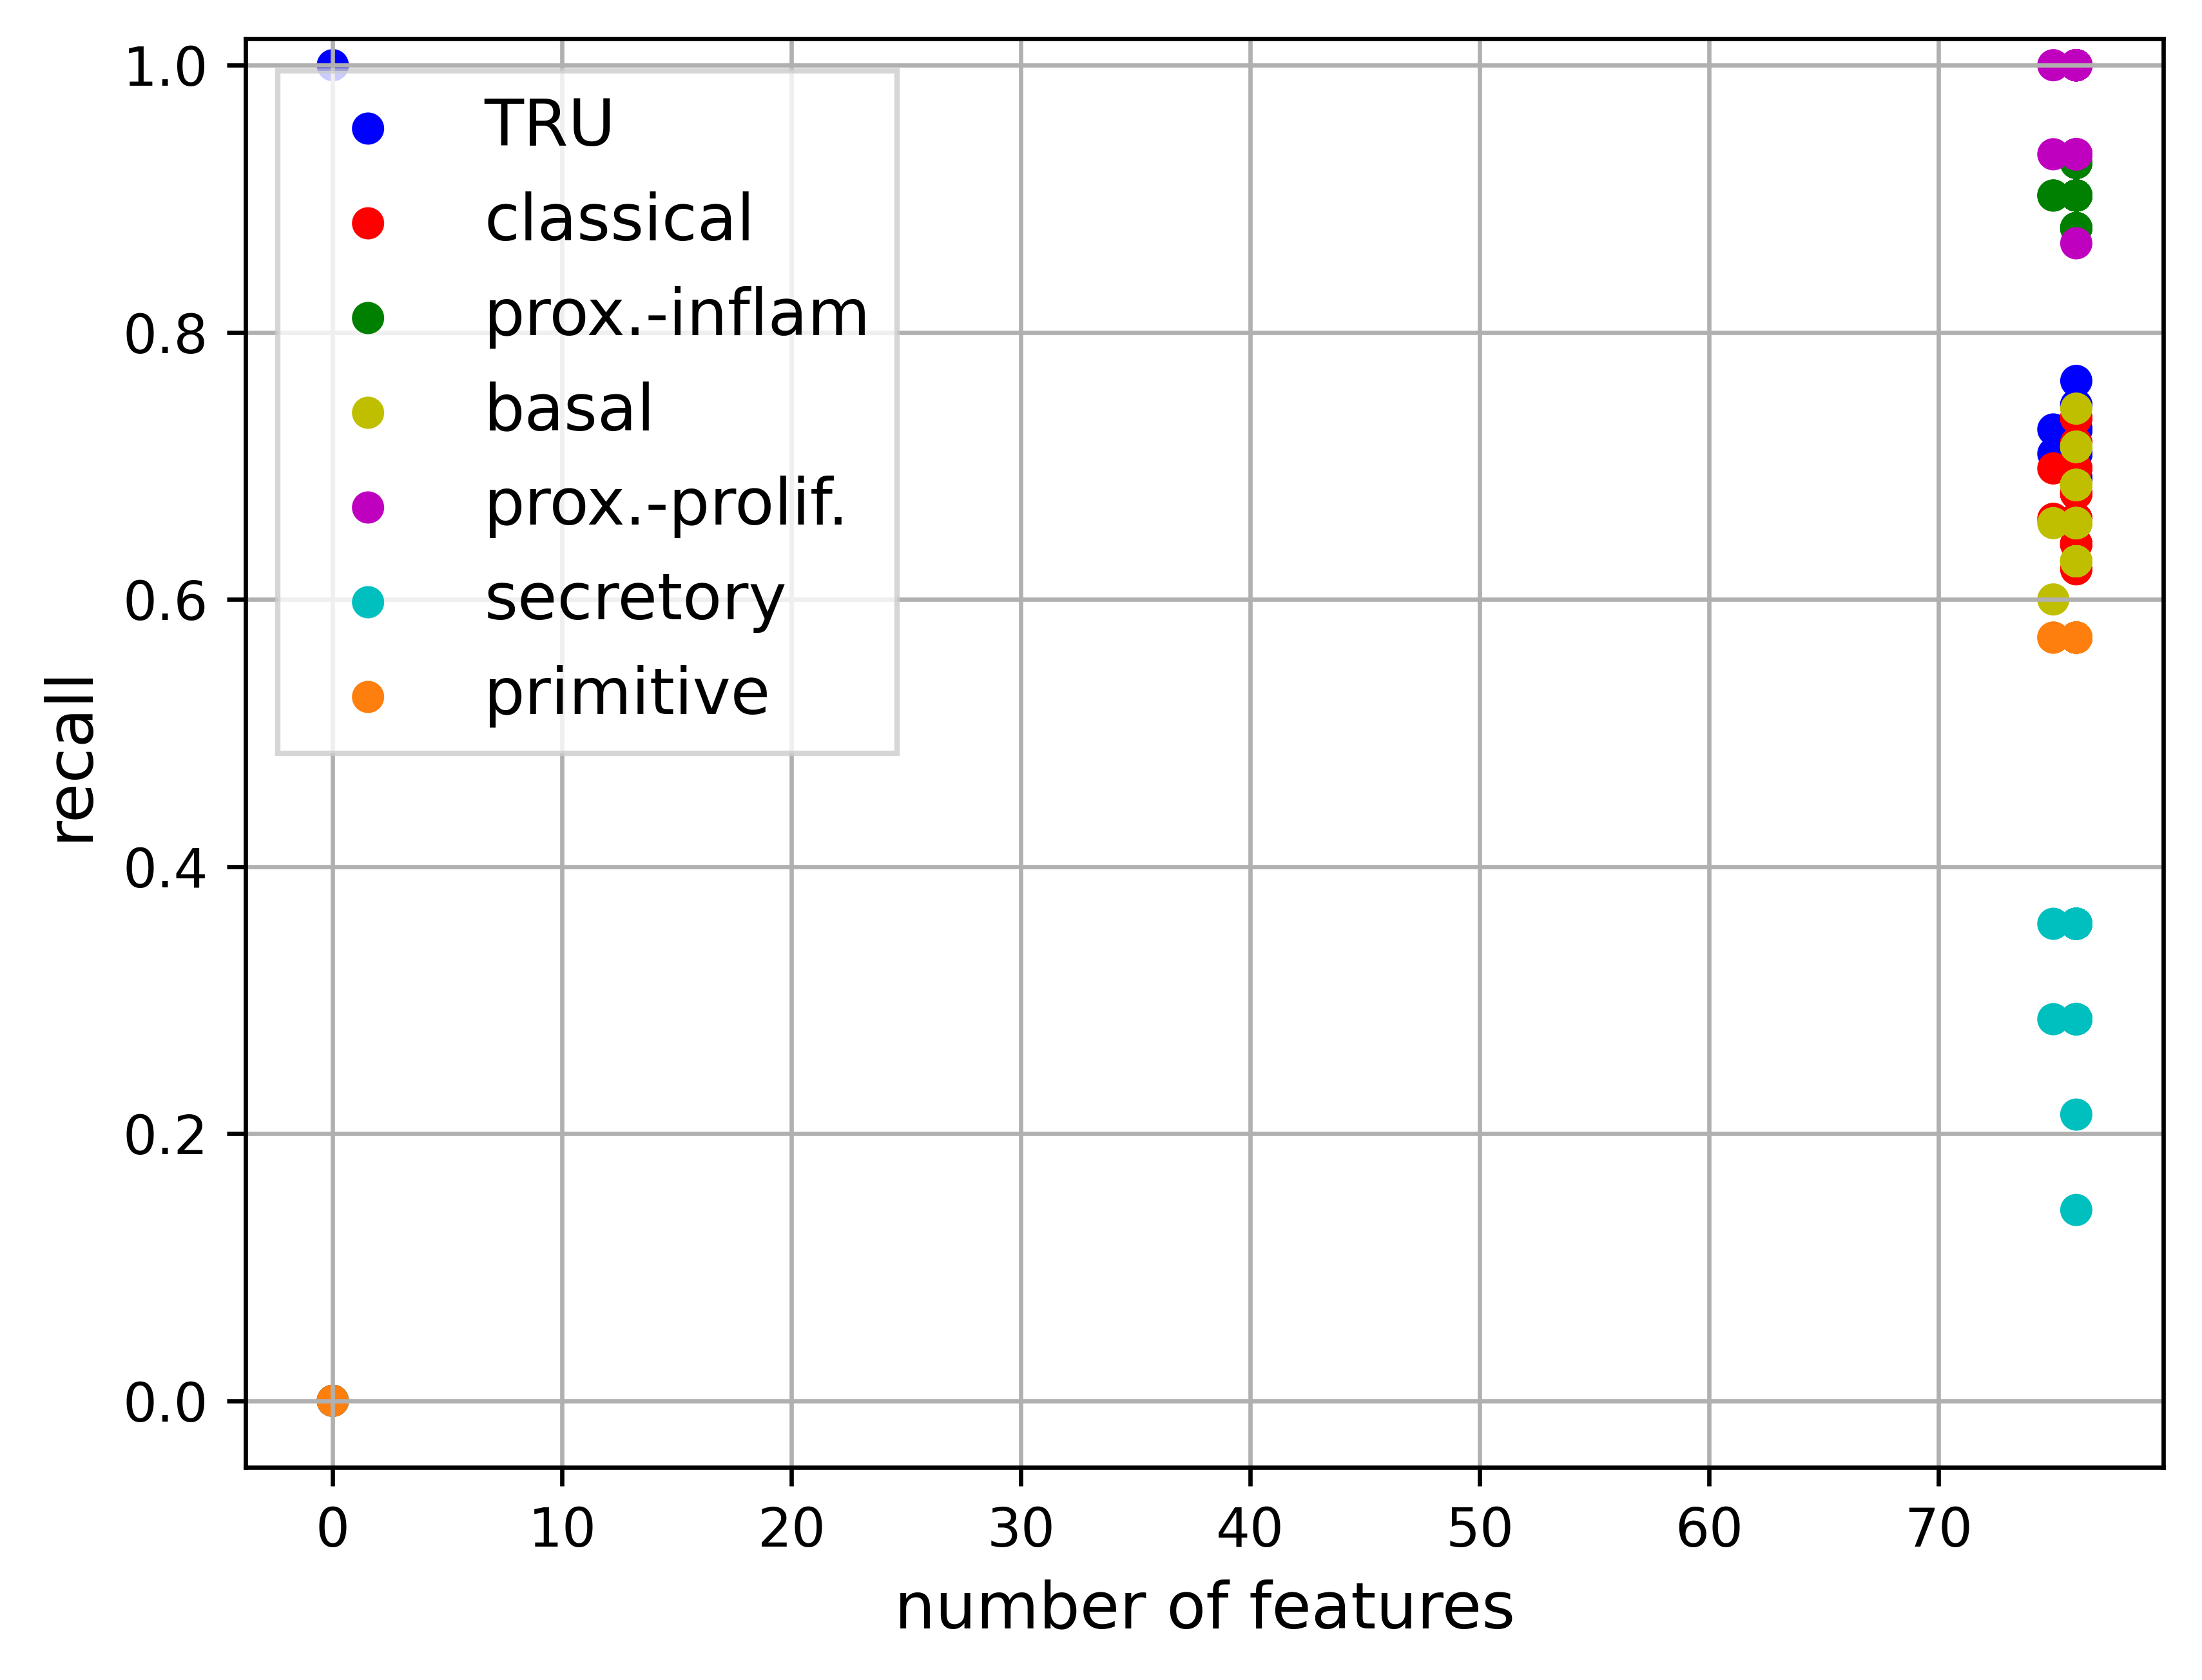 1.0
0.8
0.6
0.4
0.2
0.0
recall
TRU
classical
prox.-inflam
basal
prox.-prolif.
secretory
primitive
0 10 20 30 40 50 60 70
number of features